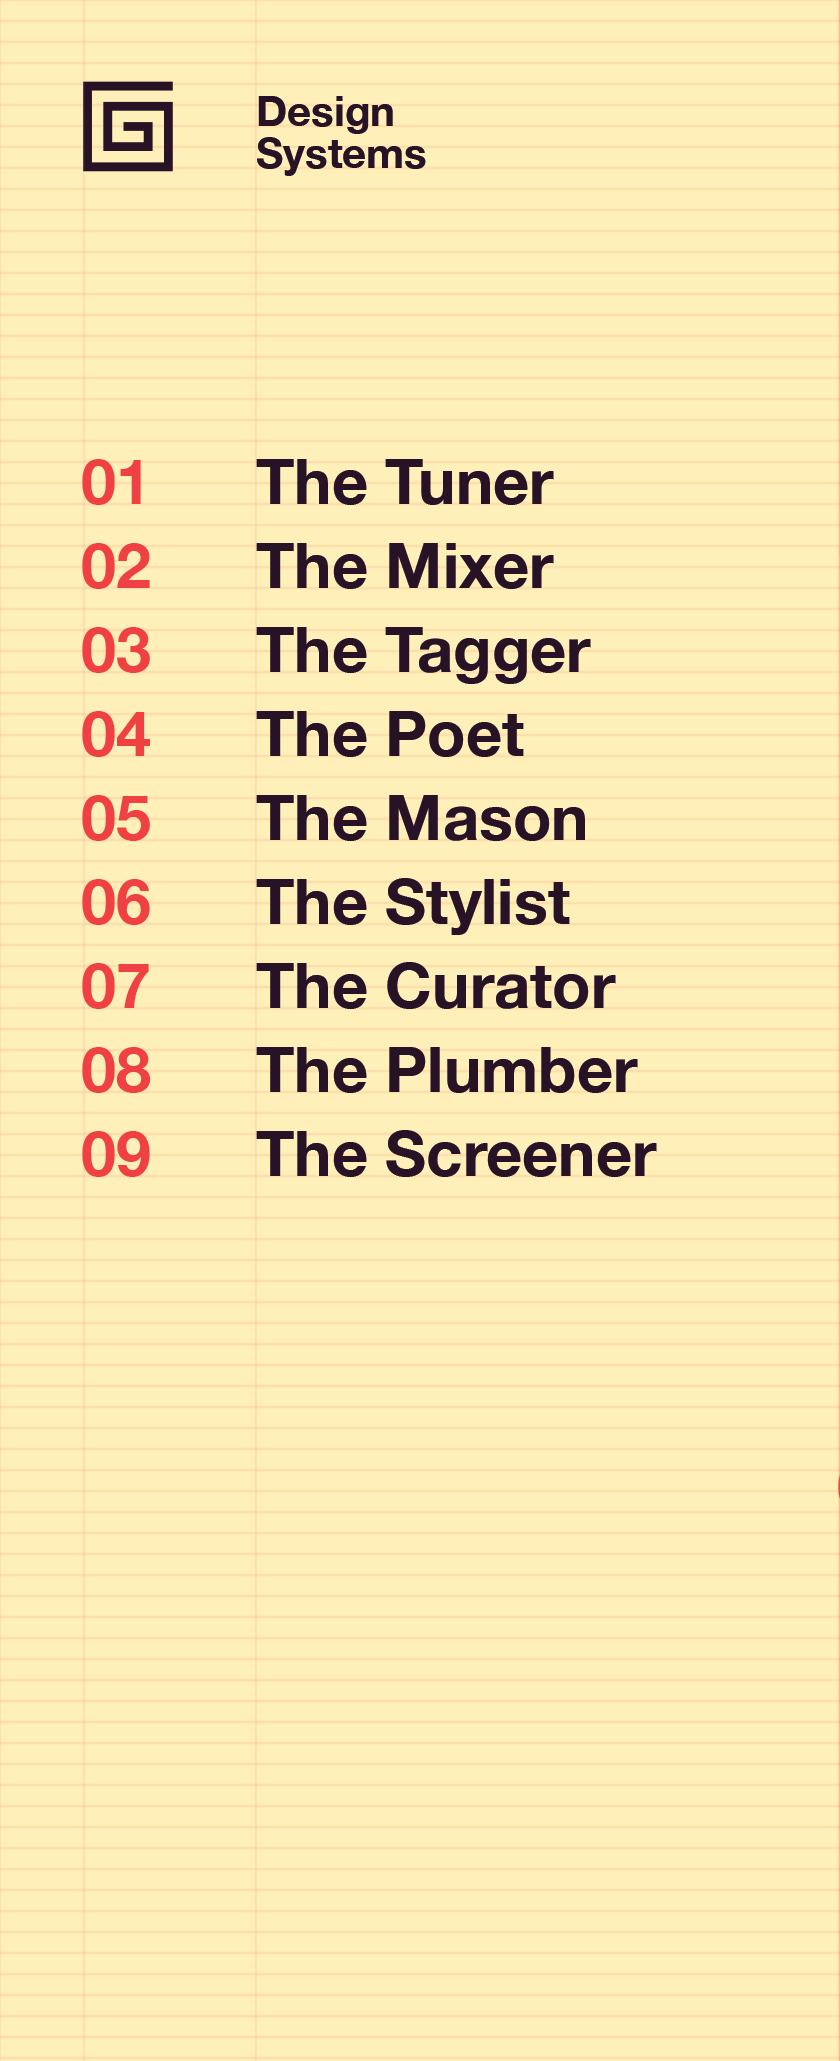 Design
Systems
01 The Tuner
02 The Mixer
03 The Tagger
04 The Poet
05 The Mason
06 The Stylist
07 The Curator
08 The Plumber
09 The Screener